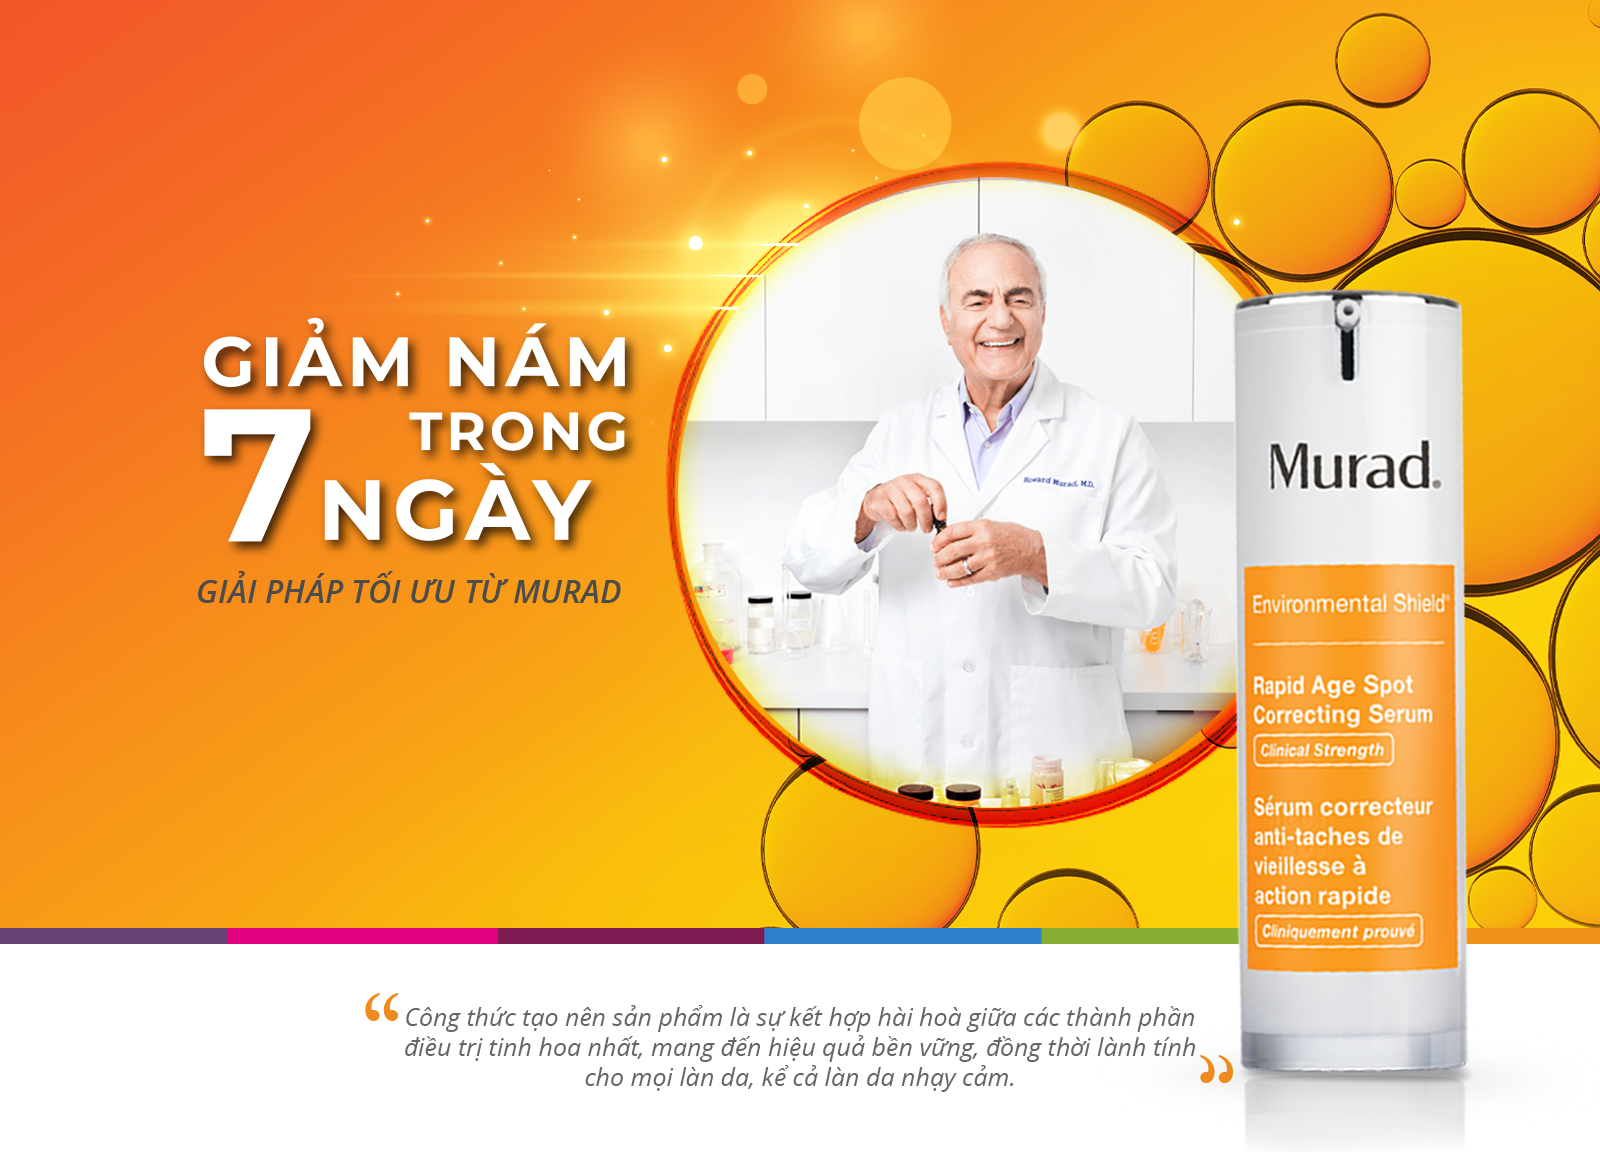 GIẢM NÁM
7 TRONG
NGÀY
GIẢI PHÁP TỐI ƯU TỪ MURAD
Howard Murad, M.D.
Murad.®
Environmental Shield®
Rapid Age Spot
Correcting Serum
Clinical Strength
Sérum correcteur
anti-taches de
vieillesse à
action rapide
Cliniquement prouvé
“Công thức tạo nên sản phẩm là sự kết hợp hài hoà giữa các thành phần
điều trị tinh hoa nhất, mang đến hiệu quả bền vững, đồng thời lành tính
cho mọi làn da, kể cả làn da nhạy cảm.”